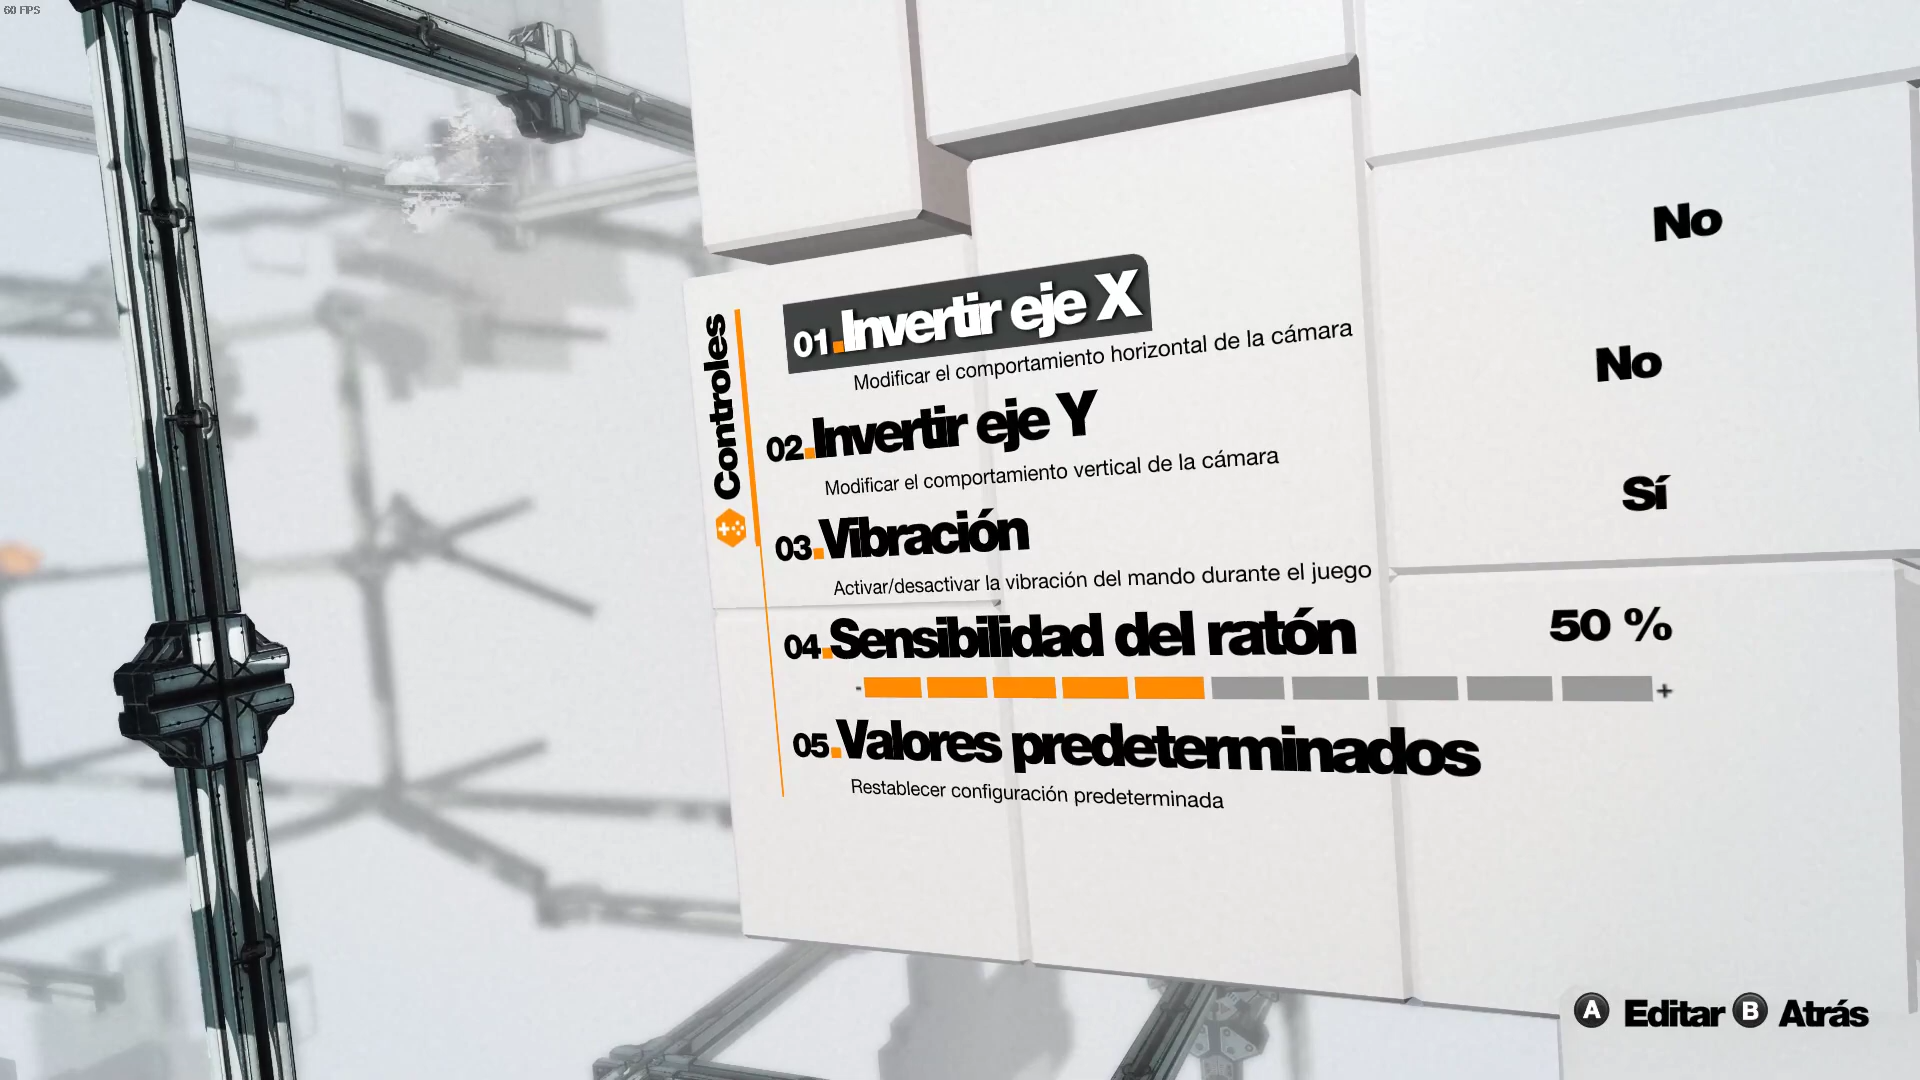 60 FPS
Controles
01.Invertir eje X
No
Modificar el comportamiento horizontal de la cámara
02.Invertir eje Y
No
Modificar el comportamiento vertical de la cámara
03.Vibración
Sí
Activar/desactivar la vibración del mando durante el juego
04.Sensibilidad del ratón
50 %
- +
05.Valores predeterminados
Restablecer configuración predeterminada
A Editar B Atrás